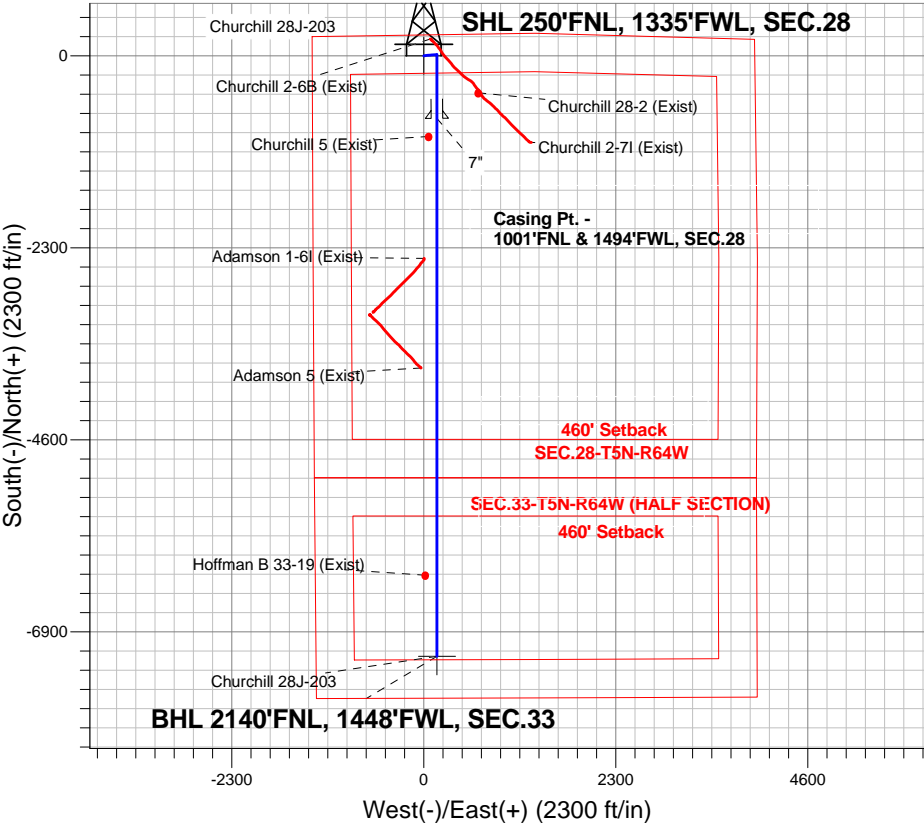 Churchill 28J-203
SHL 250'FNL, 1335'FWL, SEC.28
0
Churchill 2-6B (Exist)
Churchill 28-2 (Exist)
Churchill 5 (Exist)
Churchill 2-7I (Exist)
7"
Casing Pt. -
1001'FNL & 1494'FWL, SEC.28
-2300
Adamson 1-6I (Exist)
Adamson 5 (Exist)
South(-)/North(+) (2300 ft/in)
-4600
460' Setback
SEC.28-T5N-R64W
SEC.33-T5N-R64W (HALF SECTION)
460' Setback
Hoffman B 33-19 (Exist)
-6900
Churchill 28J-203
BHL 2140'FNL, 1448'FWL, SEC.33
-2300
0
2300
4600
West(-)/East(+) (2300 ft/in)